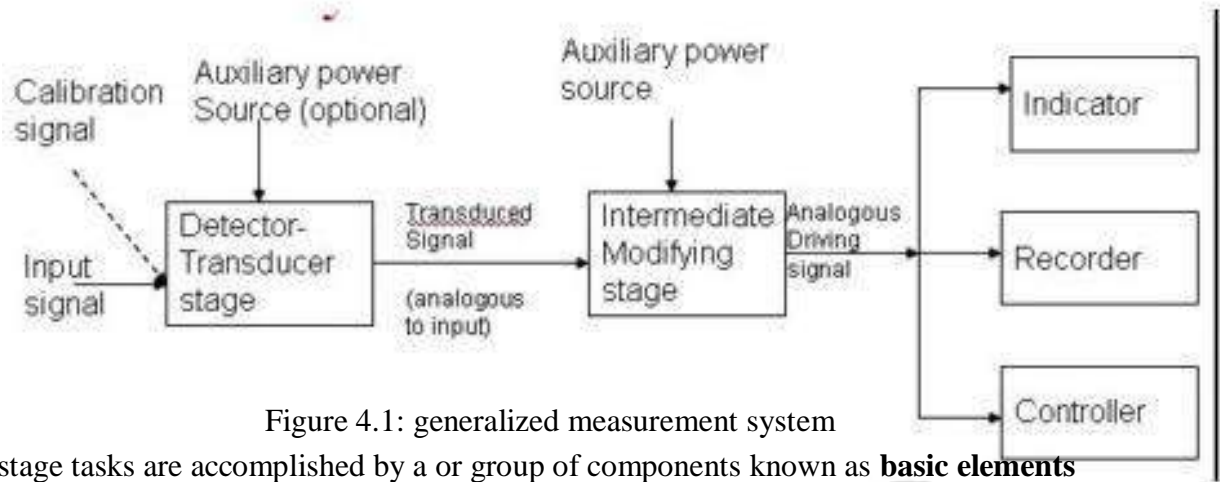 Auxiliary power
Source (optional)
Auxiliary power
source
Calibration
signal
Input
signal
Detector-
Transducer
stage
Transduced
Signal
(analogous
to input)
Intermediate
Modifying
stage
Analogous
Driving
signal
Indicator
Recorder
Controller
Figure 4.1: generalized measurement system
stage tasks are accomplished by a or group of components known as basic elements